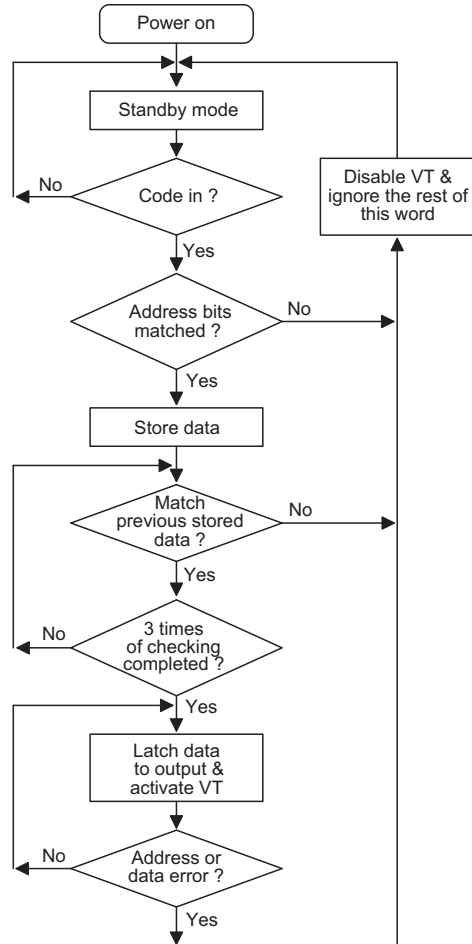 Power on
Standby mode
No
Code in ?
Disable VT &
ignore the rest of
this word
Yes
Address bits
matched ?
No
Yes
Store data
Match
previous stored
data ?
No
Yes
3 times
of checking
completed ?
No
Yes
Latch data
to output &
activate VT
No
Address or
data error ?
Yes